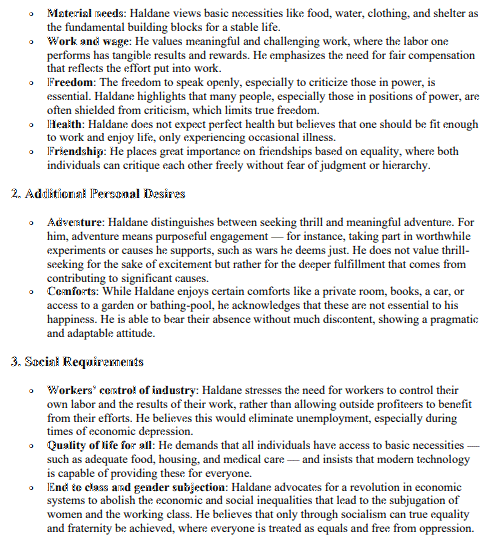 Material needs: Haldane views basic necessities like food, water, clothing, and shelter as
the fundamental building blocks for a stable life.
Work and wage: He values meaningful and challenging work, where the labor one
performs has tangible results and rewards. He emphasizes the need for fair compensation
that reflects the effort put into work.
Freedom: The freedom to speak openly, especially to criticize those in power, is
essential. Haldane highlights that many people, especially those in positions of power, are
often shielded from criticism, which limits true freedom.
Health: Haldane does not expect perfect health but believes that one should be fit enough
to work and enjoy life, only experiencing occasional illness.
Friendship: He places great importance on friendships based on equality, where both
individuals can critique each other freely without fear of judgment or hierarchy.
2. Additional Personal Desires
Adventure: Haldane distinguishes between seeking thrill and meaningful adventure. For
him, adventure means purposeful engagement — for instance, taking part in worthwhile
experiments or causes he supports, such as wars he deems just. He does not value thrill-
seeking for the sake of excitement but rather for the deeper fulfillment that comes from
contributing to significant causes.
Comforts: While Haldane enjoys certain comforts like a private room, books, a car, or
access to a garden or bathing-pool, he acknowledges that these are not essential to his
happiness. He is able to bear their absence without much discontent, showing a pragmatic
and adaptable attitude.
3. Social Requirements
Workers' control of industry: Haldane stresses the need for workers to control their
own labor and the results of their work, rather than allowing outside profiteers to benefit
from their efforts. He believes this would eliminate unemployment, especially during
times of economic depression.
Quality of life for all: He demands that all individuals have access to basic necessities —
such as adequate food, housing, and medical care — and insists that modern technology
is capable of providing these for everyone.
End to class and gender subjection: Haldane advocates for a revolution in economic
systems to abolish the economic and social inequalities that lead to the subjugation of
women and the working class. He believes that only through socialism can true equality
and fraternity be achieved, where everyone is treated as equals and free from oppression.